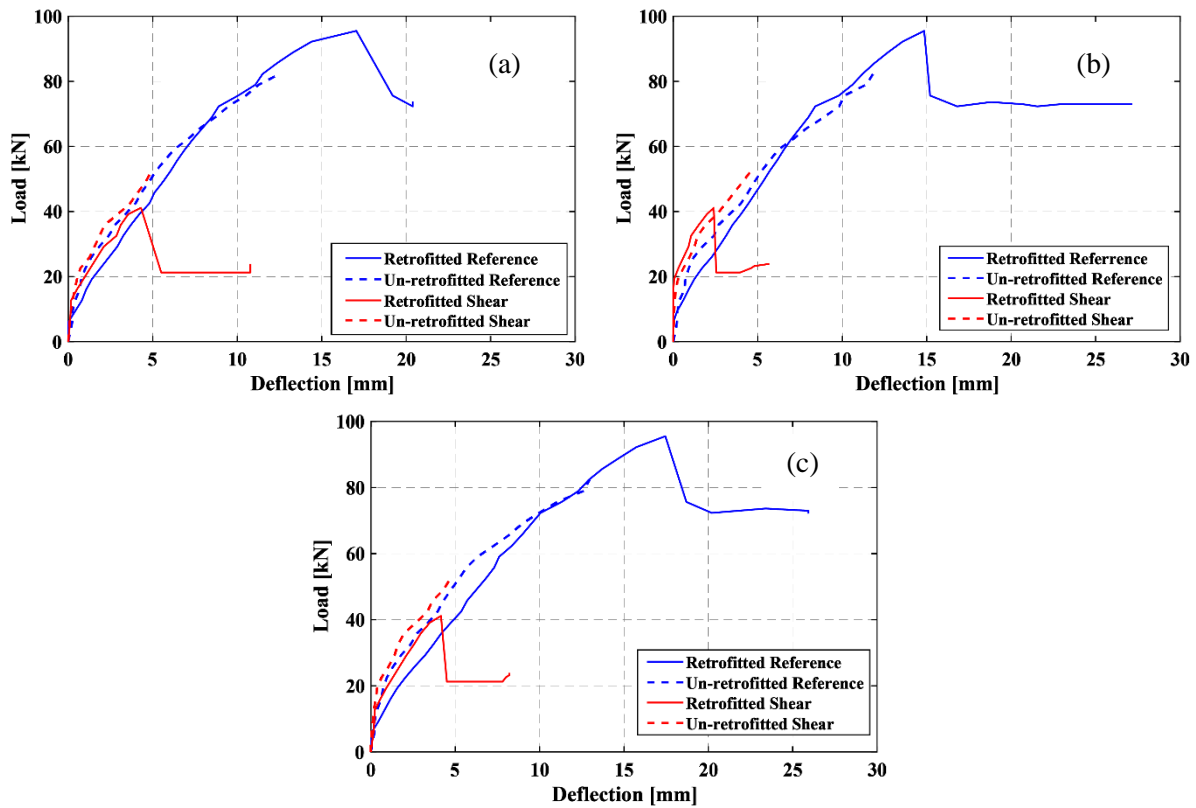 (a)
Load [kN]
100
80
60
40
20
0
Retrofitted Reference
Un-retrofitted Reference
Retrofitted Shear
Un-retrofitted Shear
0 5 10 15 20 25 30
Deflection [mm]
(b)
Load [kN]
100
80
60
40
20
0
Retrofitted Reference
Un-retrofitted Reference
Retrofitted Shear
Un-retrofitted Shear
0 5 10 15 20 25 30
Deflection [mm]
(c)
Load [kN]
100
80
60
40
20
0
Retrofitted Reference
Un-retrofitted Reference
Retrofitted Shear
Un-retrofitted Shear
0 5 10 15 20 25 30
Deflection [mm]